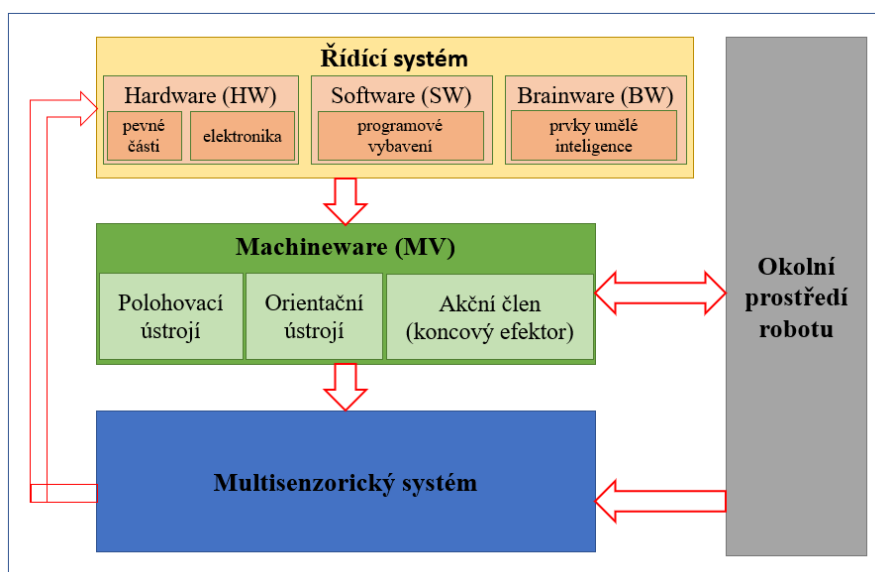 Řídící systém
Hardware (HW)
pevné
části
elektronika
Software (SW)
programové
vybavení
Brainware (BW)
prvky umělé
inteligence
Machineware (MV)
Polohovací
ústrojí
Orientační
ústrojí
Akční člen
(koncový efektor)
Multisenzorický systém
Okolní
prostředí
robotu